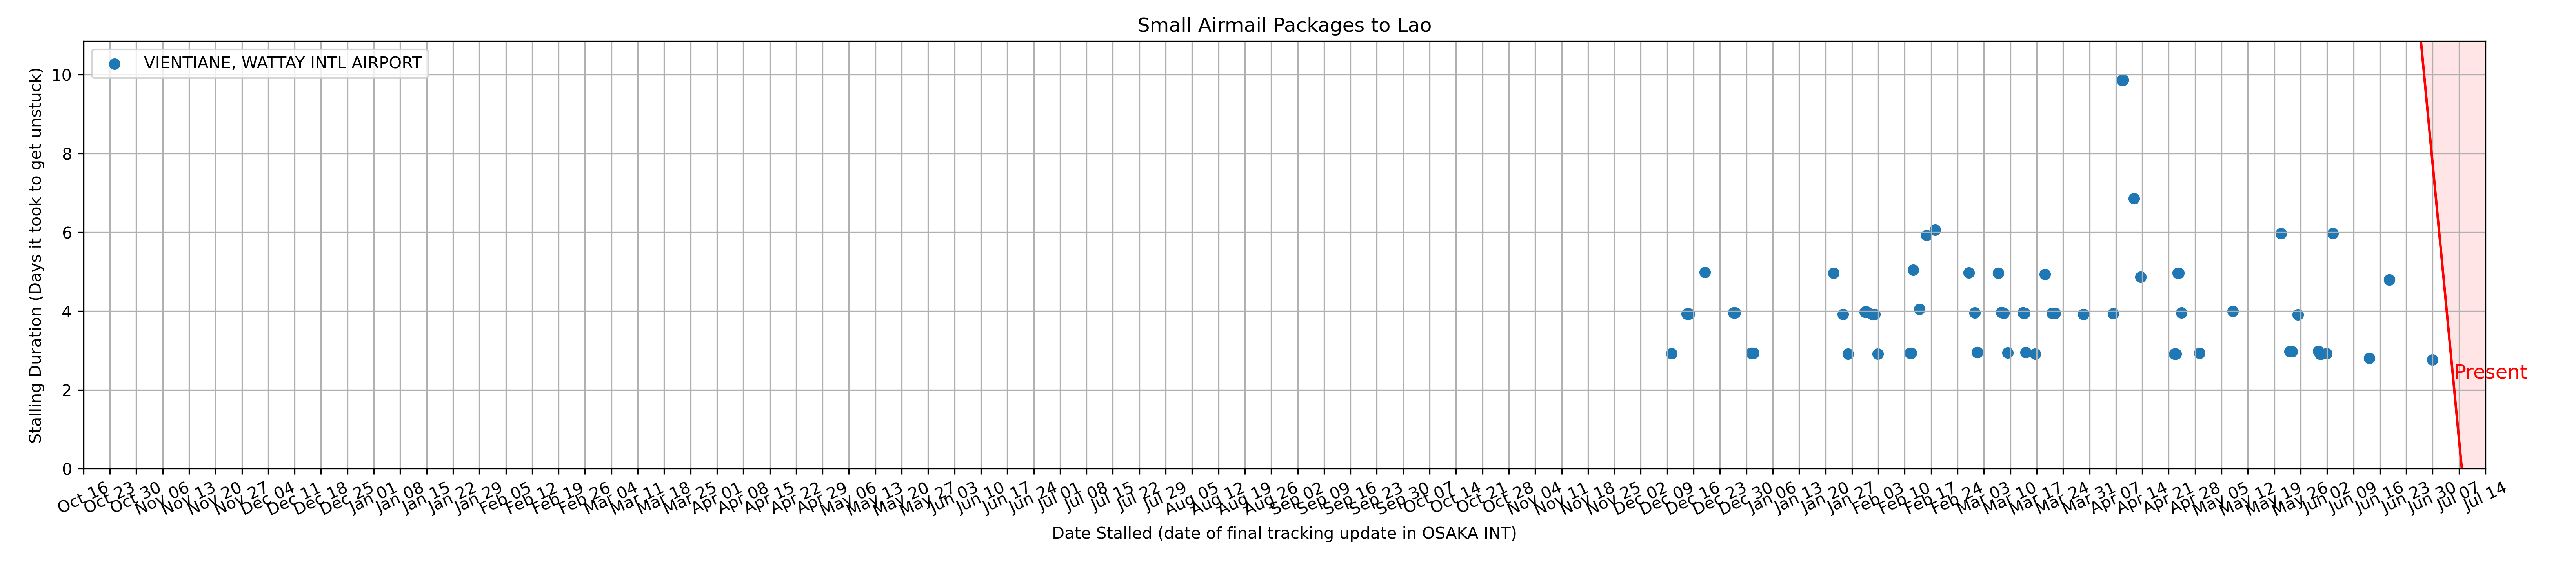 Small Airmail Packages to Lao
VIENTIANE, WATTAY INTL AIRPORT
Stalling Duration (Days it took to get unstuck)
10
8
6
4
2
0
Present
Oct 16
Oct 23
Oct 30
Nov 06
Nov 13
Nov 20
Nov 27
Dec 04
Dec 11
Dec 18
Dec 25
Jan 01
Jan 08
Jan 15
Jan 22
Jan 29
Feb 05
Feb 12
Feb 19
Feb 26
Mar 04
Mar 11
Mar 18
Mar 25
Apr 01
Apr 08
Apr 15
Apr 22
Apr 29
May 06
May 13
May 20
May 27
Jun 03
Jun 10
Jun 17
Jun 24
Jul 01
Jul 08
Jul 15
Jul 22
Jul 29
Aug 05
Aug 12
Aug 19
Aug 26
Sep 02
Sep 09
Sep 16
Sep 23
Sep 30
Oct 07
Oct 14
Oct 21
Oct 28
Nov 04
Nov 11
Nov 18
Nov 25
Dec 02
Dec 09
Dec 16
Dec 23
Dec 30
Jan 06
Jan 13
Jan 20
Jan 27
Feb 03
Feb 10
Feb 17
Feb 24
Mar 03
Mar 10
Mar 17
Mar 24
Mar 31
Apr 07
Apr 14
Apr 21
Apr 28
May 05
May 12
May 19
May 26
Jun 02
Jun 09
Jun 16
Jun 23
Jun 30
Jul 07
Jul 14
Date Stalled (date of final tracking update in OSAKA INT)